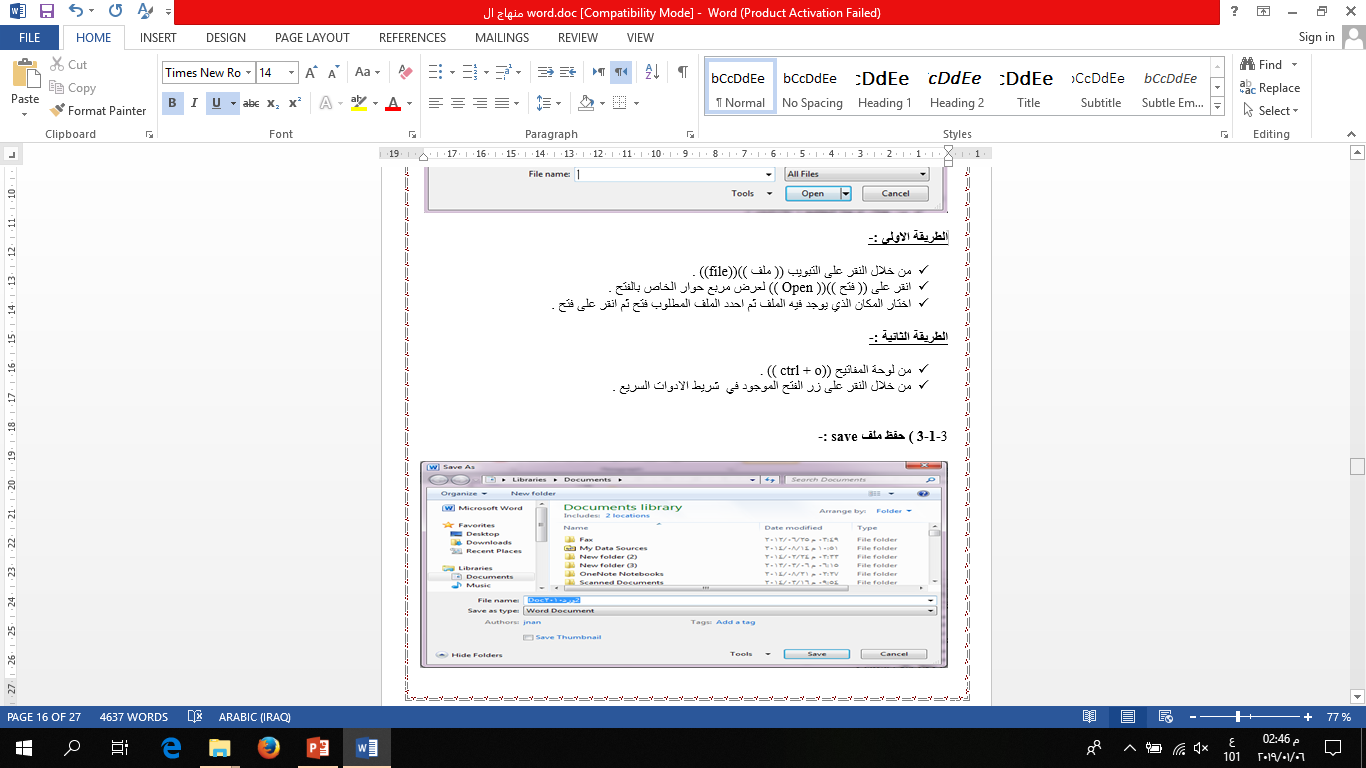 منهاج ال word.doc [Compatibility Mode] - Word (Product Activation Failed)
FILE HOME INSERT DESIGN PAGE LAYOUT REFERENCES MAILINGS REVIEW VIEW Sign in
Paste Cut Copy Format Painter
Clipboard
Times New Ro 14
Font
Paragraph
¶ Normal No Spacing Heading 1 Heading 2 Title Subtitle Subtle Em...
Styles
Find Replace Select
Editing
File name: All Files
Tools Open Cancel
الطريقة الاولي :-
من خلال النقر على التبويب (( ملف ))((file)) .
انقر على (( فتح ))(( Open )) لعرض مربع حوار الخاص بالفتح .
اختار المكان الذي يوجد فيه الملف ثم احدد الملف المطلوب فتح ثم انقر على فتح .
الطريقة الثانية :-
من لوحة المفاتيح ((ctrl + o )) .
من خلال النقر على زر الفتح الموجود في شريط الادوات السريع .
3-1-3 ) حفظ ملف save :-
Save As
Libraries Documents Search Documents
Organize New folder
Microsoft Word
Favorites
Desktop
Downloads
Recent Places
Libraries
Documents
Music
Documents library
Includes: 2 locations
Arrange by: Folder
Name Date modified Type
Fax File folder
My Data Sources File folder
New folder (2) File folder
New folder (3) File folder
OneNote Notebooks File folder
Scanned Documents File folder
File name:
Save as type: Word Document
Authors: jnan Tags: Add a tag
Save Thumbnail
Hide Folders Tools Save Cancel
PAGE 16 OF 27 4637 WORDS ARABIC (IRAQ) 77 %
ع 02:46 م
101 ٢٠١٩/٠١/٠٦